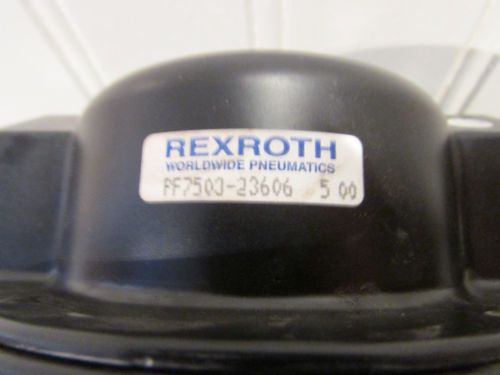 REXROTH
WORLDWIDE PNEUMATICS
PF7503-23606 5 00